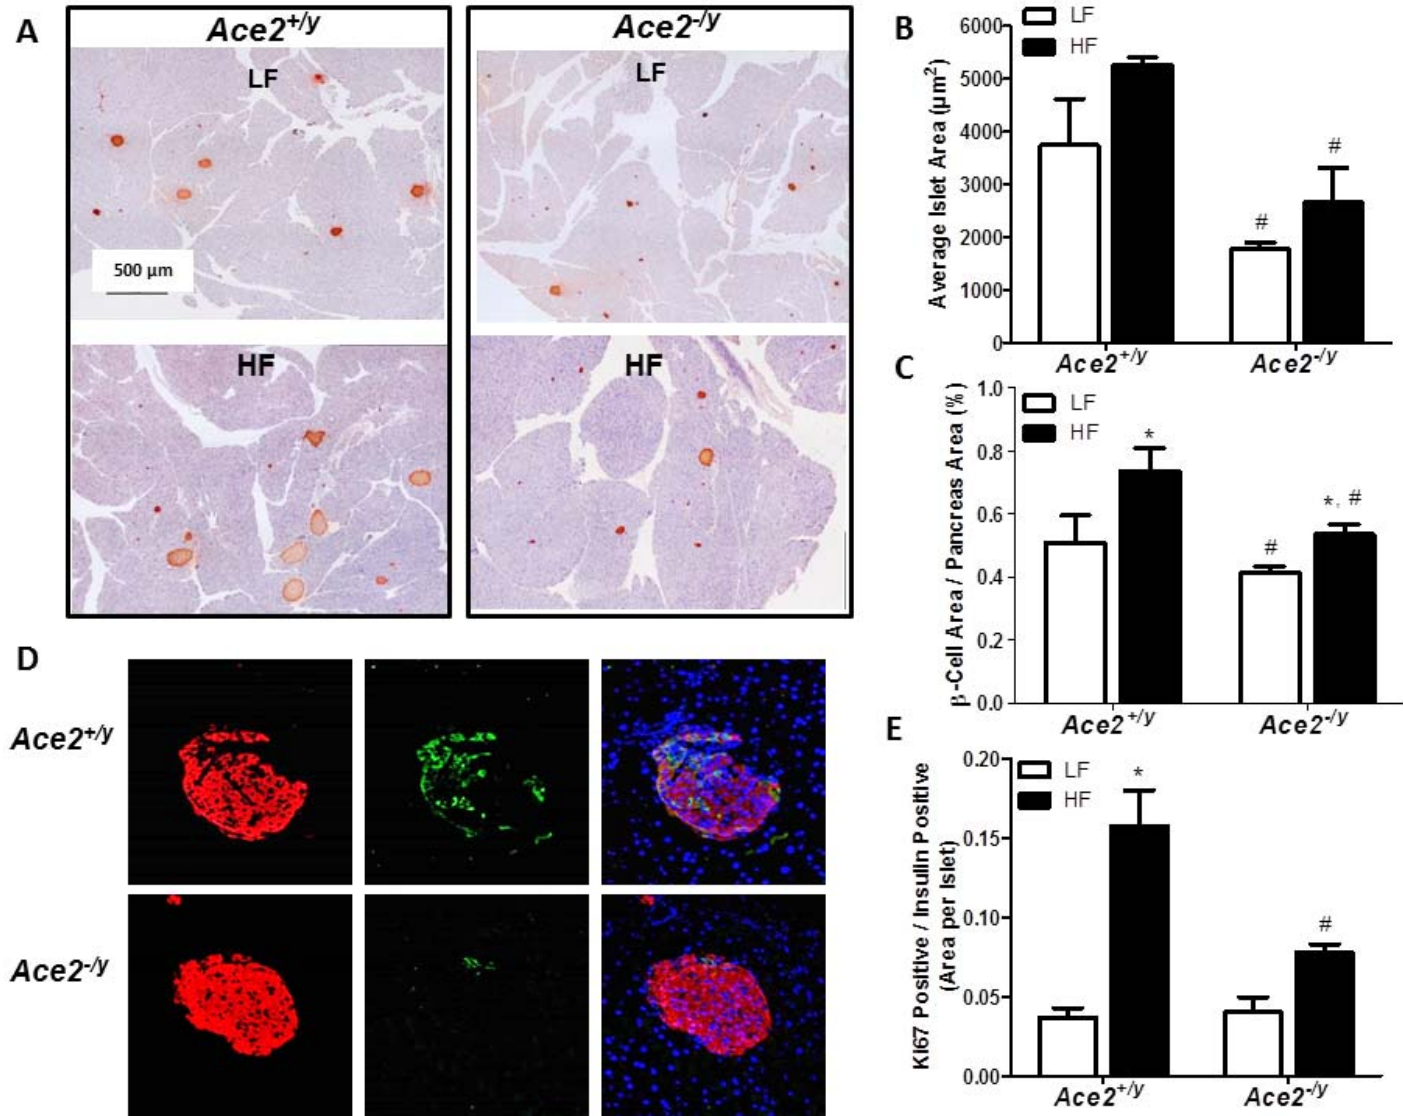 A
Ace2+/y
LF
500 µm
HF
Ace2-/y
LF
HF
B
LF
HF
Average Islet Area (µm²)
6000
5000
4000
3000
2000
1000
0
#
#
Ace2+/y
Ace2-/y
C
LF
HF
β-Cell Area / Pancreas Area (%)
1.0
0.8
0.6
0.4
0.2
0.0
*
#
*, #
Ace2+/y
Ace2-/y
D
Ace2+/y
Ace2-/y
E
LF
HF
KI67 Positive / Insulin Positive
(Area per Islet)
0.20
0.15
0.10
0.05
0.00
*
#
Ace2+/y
Ace2-/y